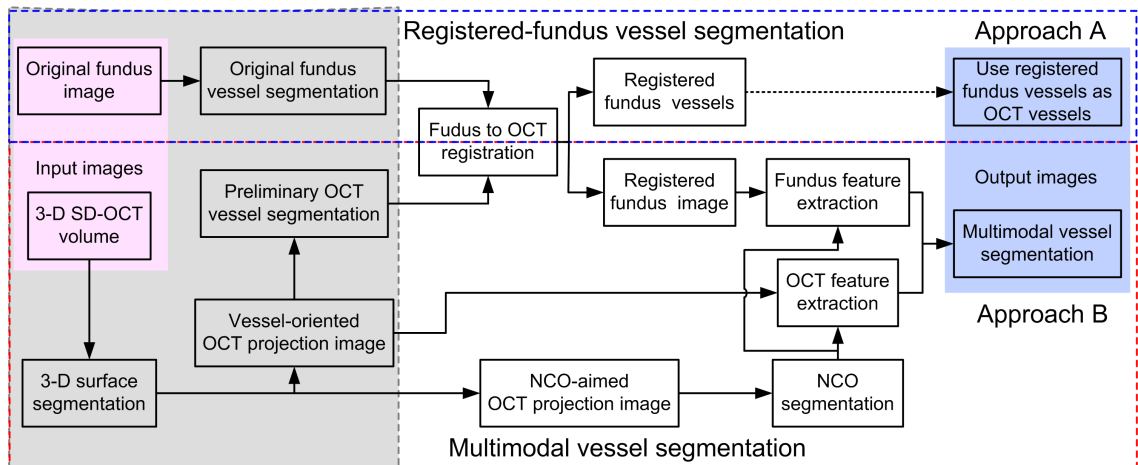 Registered-fundus vessel segmentation
Approach A
Original fundus
image
Original fundus
vessel segmentation
Registered
fundus vessels
Use registered
fundus vessels as
OCT vessels
Fudus to OCT
registration
Input images
Preliminary OCT
vessel segmentation
Registered
fundus image
Fundus feature
extraction
Output images
3-D SD-OCT
volume
Multimodal vessel
segmentation
OCT feature
extraction
Vessel-oriented
OCT projection image
Approach B
3-D surface
segmentation
NCO-aimed
OCT projection image
NCO
segmentation
Multimodal vessel segmentation